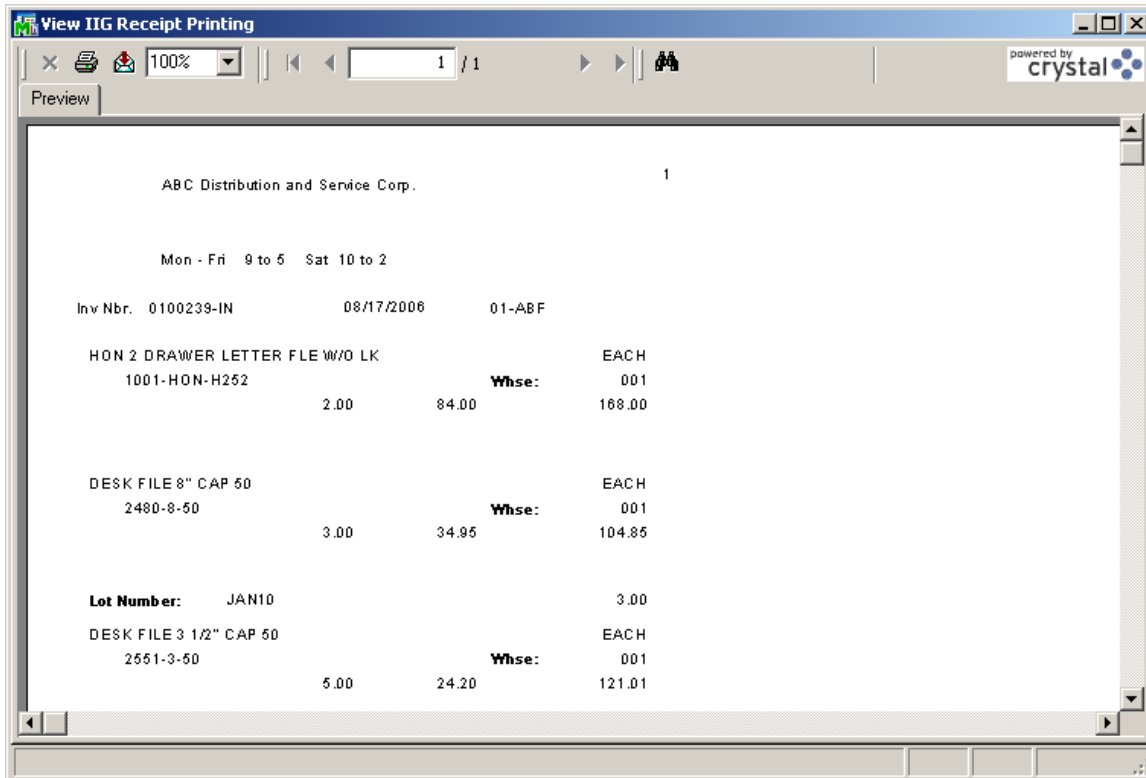 View IIG Receipt Printing
100% 1 / 1 powered by crystal
Preview
ABC Distribution and Service Corp. 1
Mon - Fri 9 to 5 Sat 10 to 2
Inv Nbr. 0100239-IN 08/17/2006 01-ABF
HON 2 DRAWER LETTER FLE W/O LK EACH
1001-HON-H252 Whse: 001
2.00 84.00 168.00
DESK FILE 8" CAP 50 EACH
2480-8-50 Whse: 001
3.00 34.95 104.85
Lot Number: JAN10 3.00
DESK FILE 3 1/2" CAP 50 EACH
2551-3-50 Whse: 001
5.00 24.20 121.01